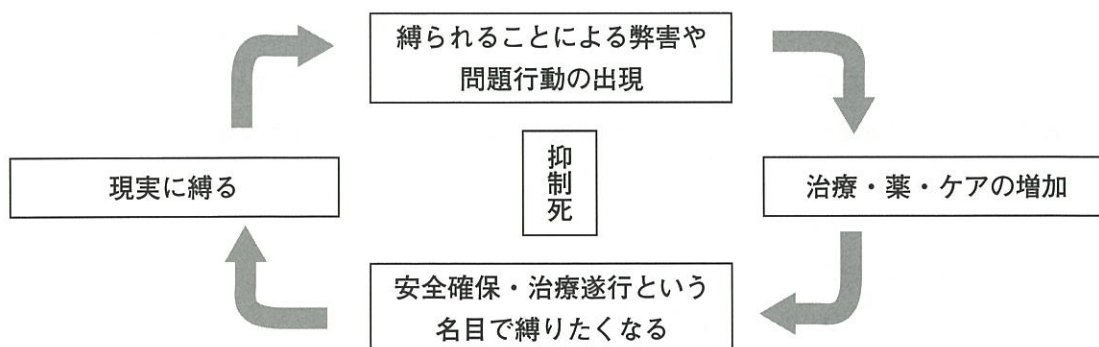 縛られることによる弊害や
問題行動の出現
現実に縛る
抑制死
治療・薬・ケアの増加
安全確保・治療遂行という
名目で縛りたくなる